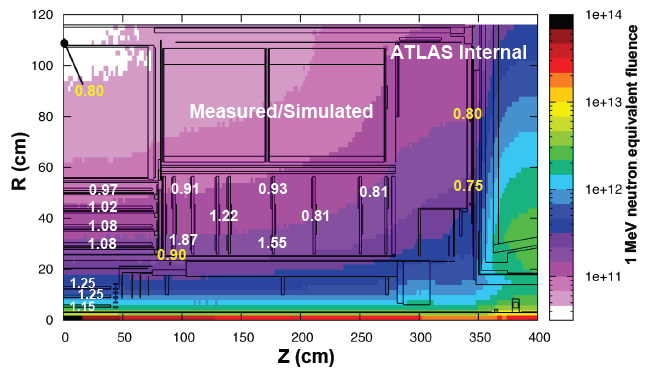 120
100
80
60
40
20
0
R (cm)
0 50 100 150 200 250 300 350 400
Z (cm)
ATLAS Internal
Measured/Simulated
0.80
0.80
0.75
0.97 0.91 0.93 0.81
1.02 1.22 0.81
1.08
1.08 1.87 1.55
0.90
1.25
1.25
1.15
1e+14
1e+13
1e+12
1e+11
1 MeV neutron equivalent fluence